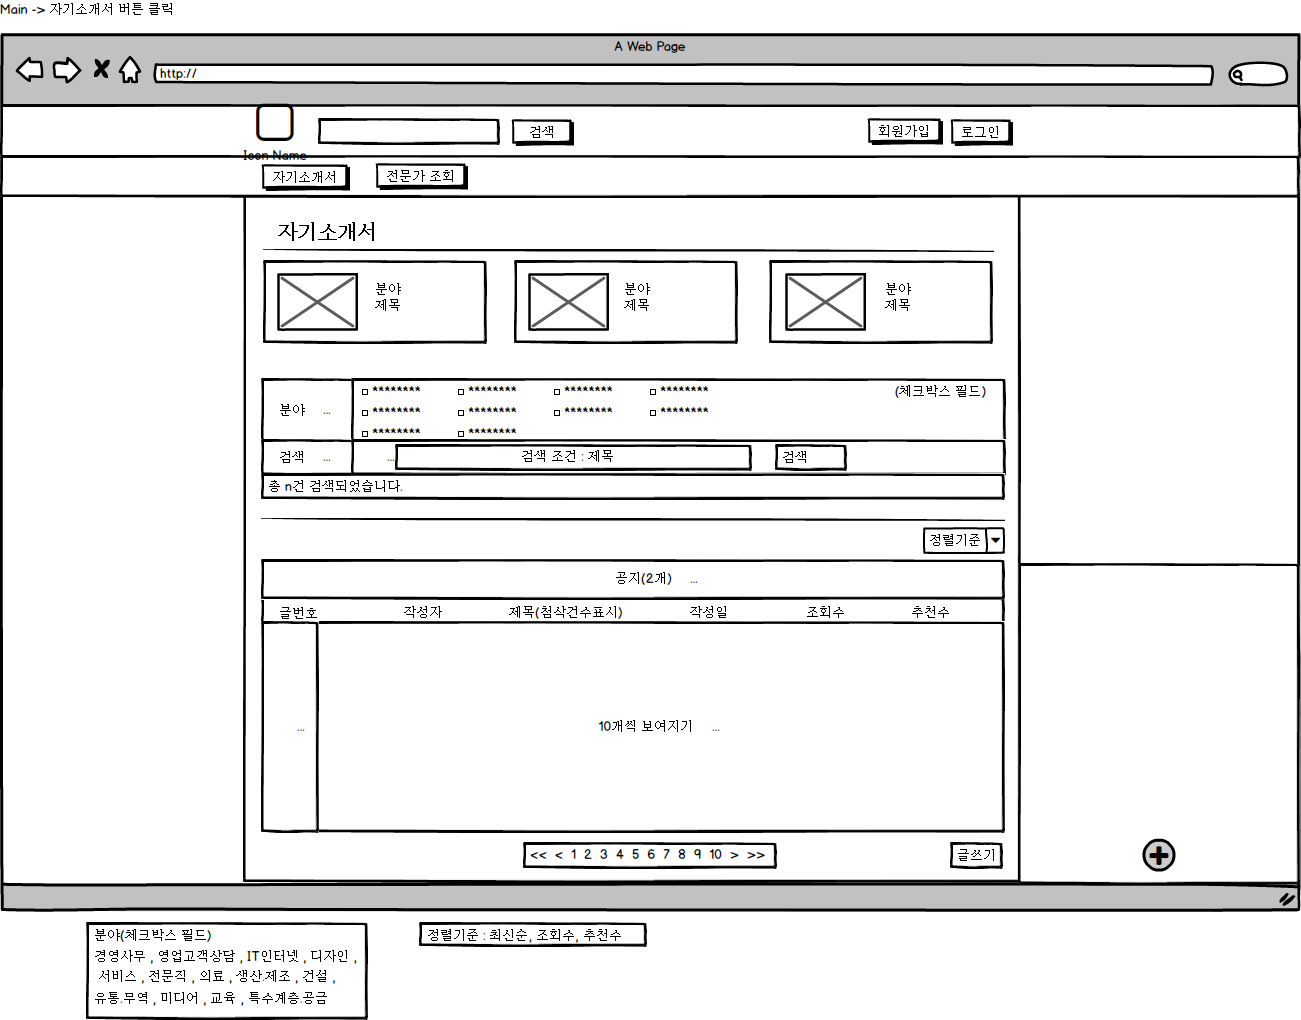 Main -> 자기소개서 버튼 클릭
A Web Page
http://
검색
회원가입
로그인
Icon Name
자기소개서
전문가 조회
자기소개서
분야
제목
분야
제목
분야
제목
분야 ...
******** ******** ******** ******** (체크박스 필드)
******** ******** ******** ********
******** ********
검색 ... ... 검색 조건 : 제목 검색
총 n건 검색되었습니다.
정렬기준
공지(2개) ...
글번호 작성자 제목(첨삭건수표시) 작성일 조회수 추천수
... 10개씩 보여지기 ...
<< < 1 2 3 4 5 6 7 8 9 10 > >>
글쓰기
분야(체크박스 필드)
경영사무 , 영업고객상담 , IT인터넷 , 디자인 ,
서비스 , 전문직 , 의료 , 생산.제조 , 건설 ,
유통.무역 , 미디어 , 교육 , 특수계층.공급
정렬기준 : 최신순, 조회수, 추천수